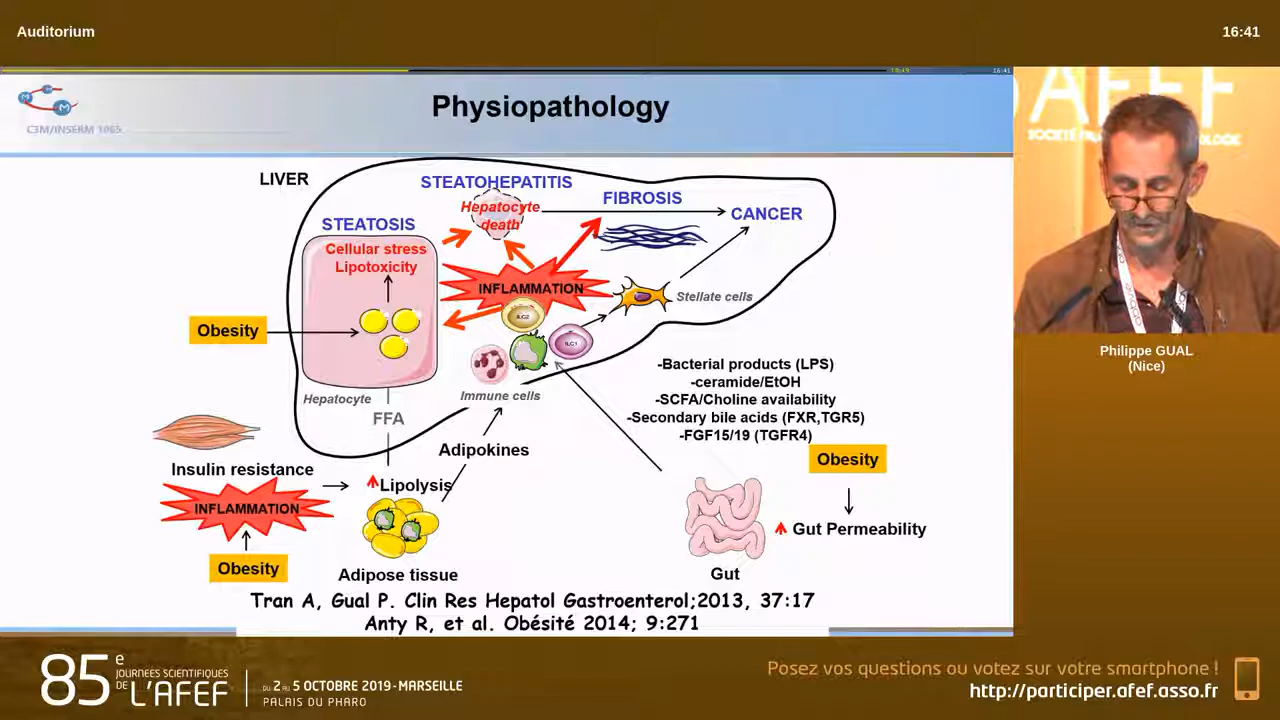 Auditorium
16:41
16:41
C3M/INSERM 1065
Physiopathology
LIVER
STEATOHEPATITIS
Hepatocyte
death
FIBROSIS
CANCER
STEATOSIS
Cellular stress
Lipotoxicity
INFLAMMATION
ILC2
ILC1
Stellate cells
Obesity
Hepatocyte
Immune cells
FFA
-Bacterial products (LPS)
-ceramide/EtOH
-SCFA/Choline availability
-Secondary bile acids (FXR,TGR5)
-FGF15/19 (TGFR4)
Adipokines
Obesity
Insulin resistance
INFLAMMATION
Lipolysis
Gut Permeability
Obesity
Adipose tissue
Gut
Tran A, Gual P. Clin Res Hepatol Gastroenterol;2013, 37:17
Anty R, et al. Obésité 2014; 9:271
AFEF
Philippe GUAL
(Nice)
85e JOURNÉES SCIENTIFIQUES
DE L'AFEF
DU 2 AU 5 OCTOBRE 2019-MARSEILLE
PALAIS DU PHARO
Posez vos questions ou votez sur votre smartphone !
http://participer.afef.asso.fr